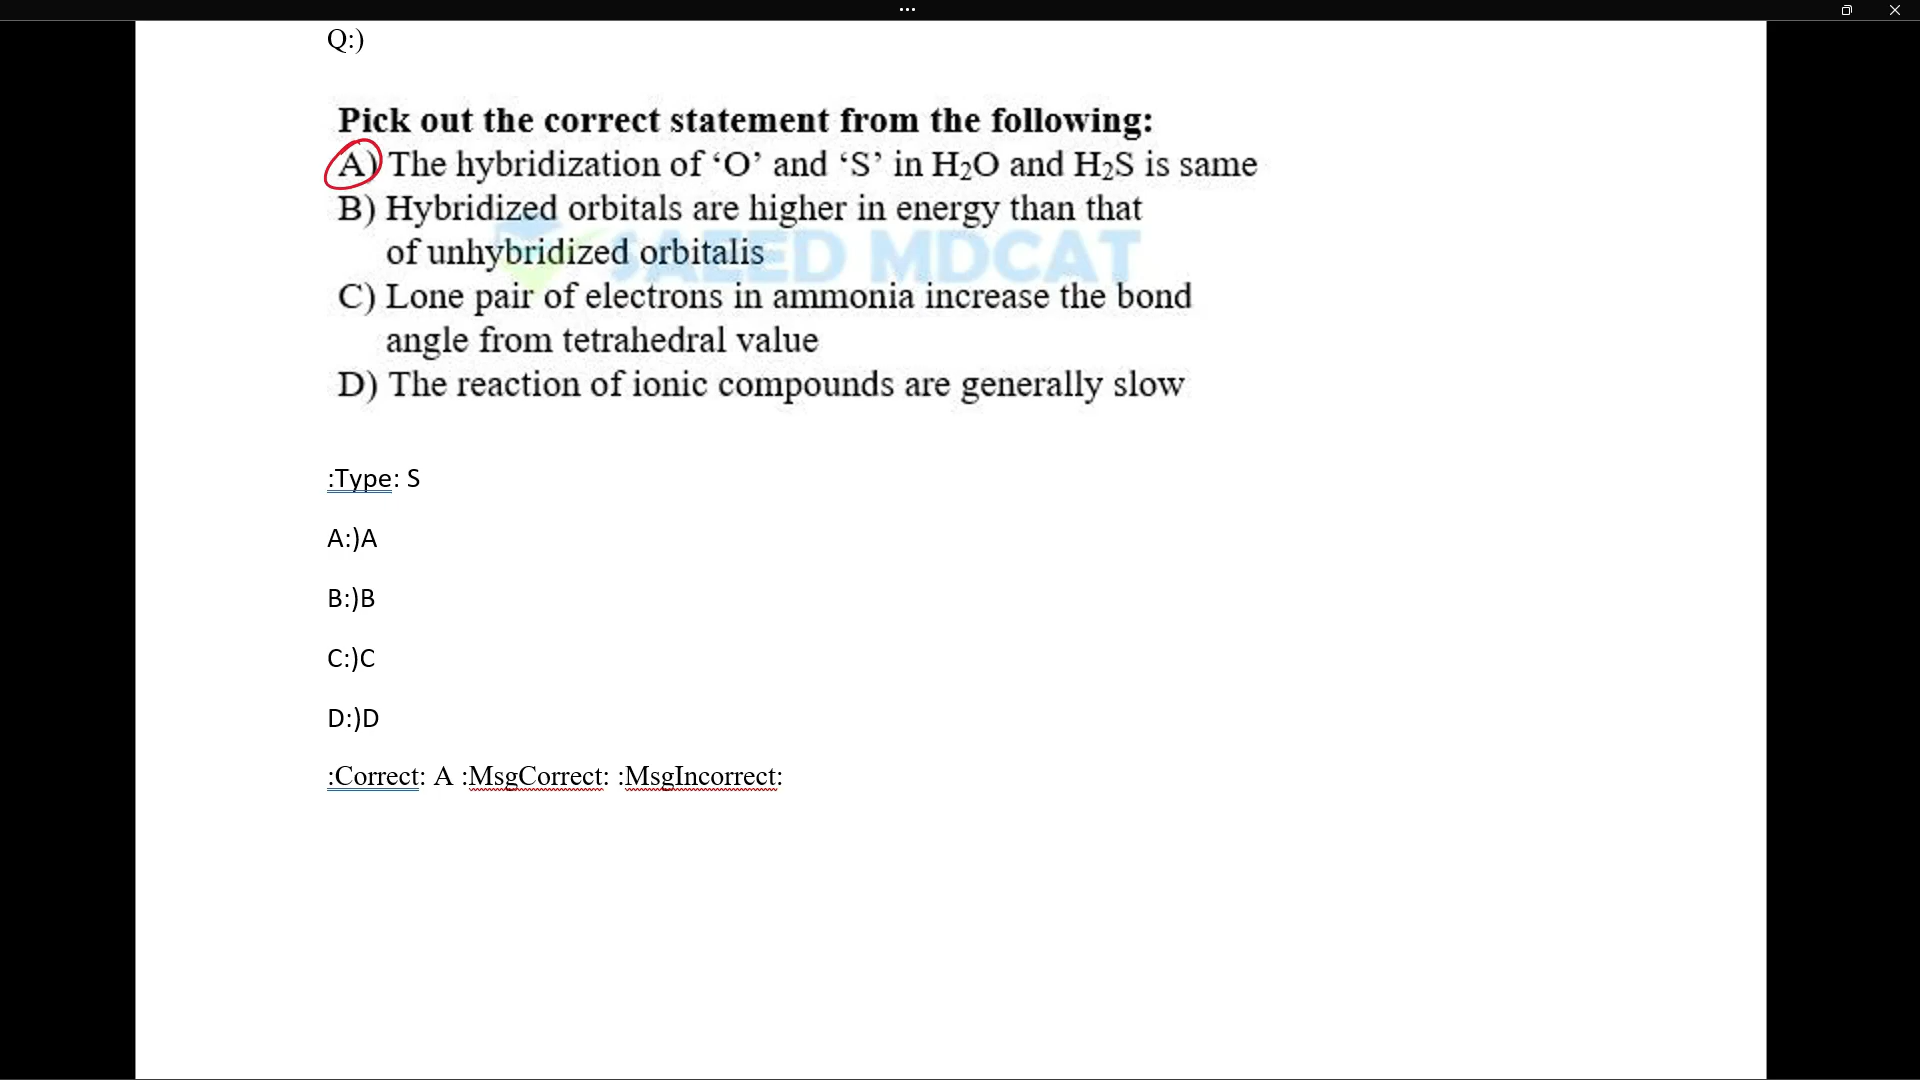 Q:)
Pick out the correct statement from the following:
A) The hybridization of ‘O’ and ‘S’ in H₂O and H₂S is same
B) Hybridized orbitals are higher in energy than that
of unhybridized orbitalis
SAEED MDCAT
C) Lone pair of electrons in ammonia increase the bond
angle from tetrahedral value
D) The reaction of ionic compounds are generally slow
:Type: S
A:)A
B:)B
C:)C
D:)D
:Correct: A :MsgCorrect: :MsgIncorrect: